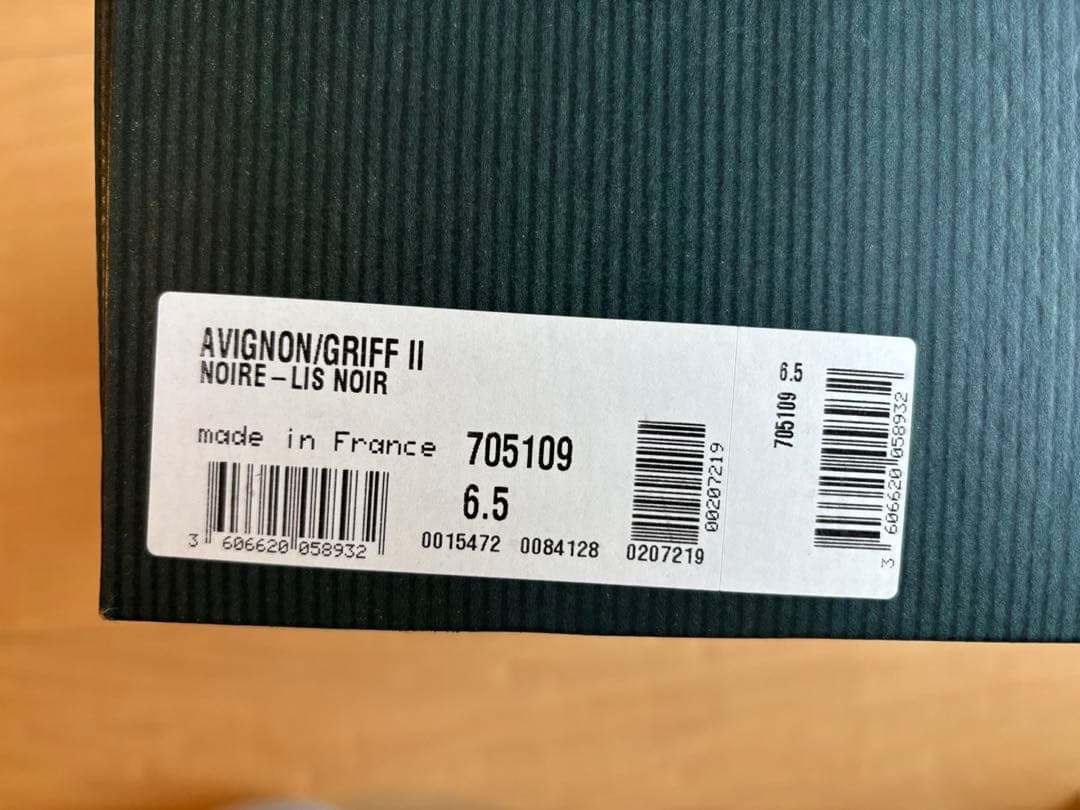 AVIGNON/GRIFF II
NOIRE-LIS NOIR
made in France 705109
6.5
3 606620 058932
0015472 0084128 0207219
00207219
6.5
705109
3 606620 058932